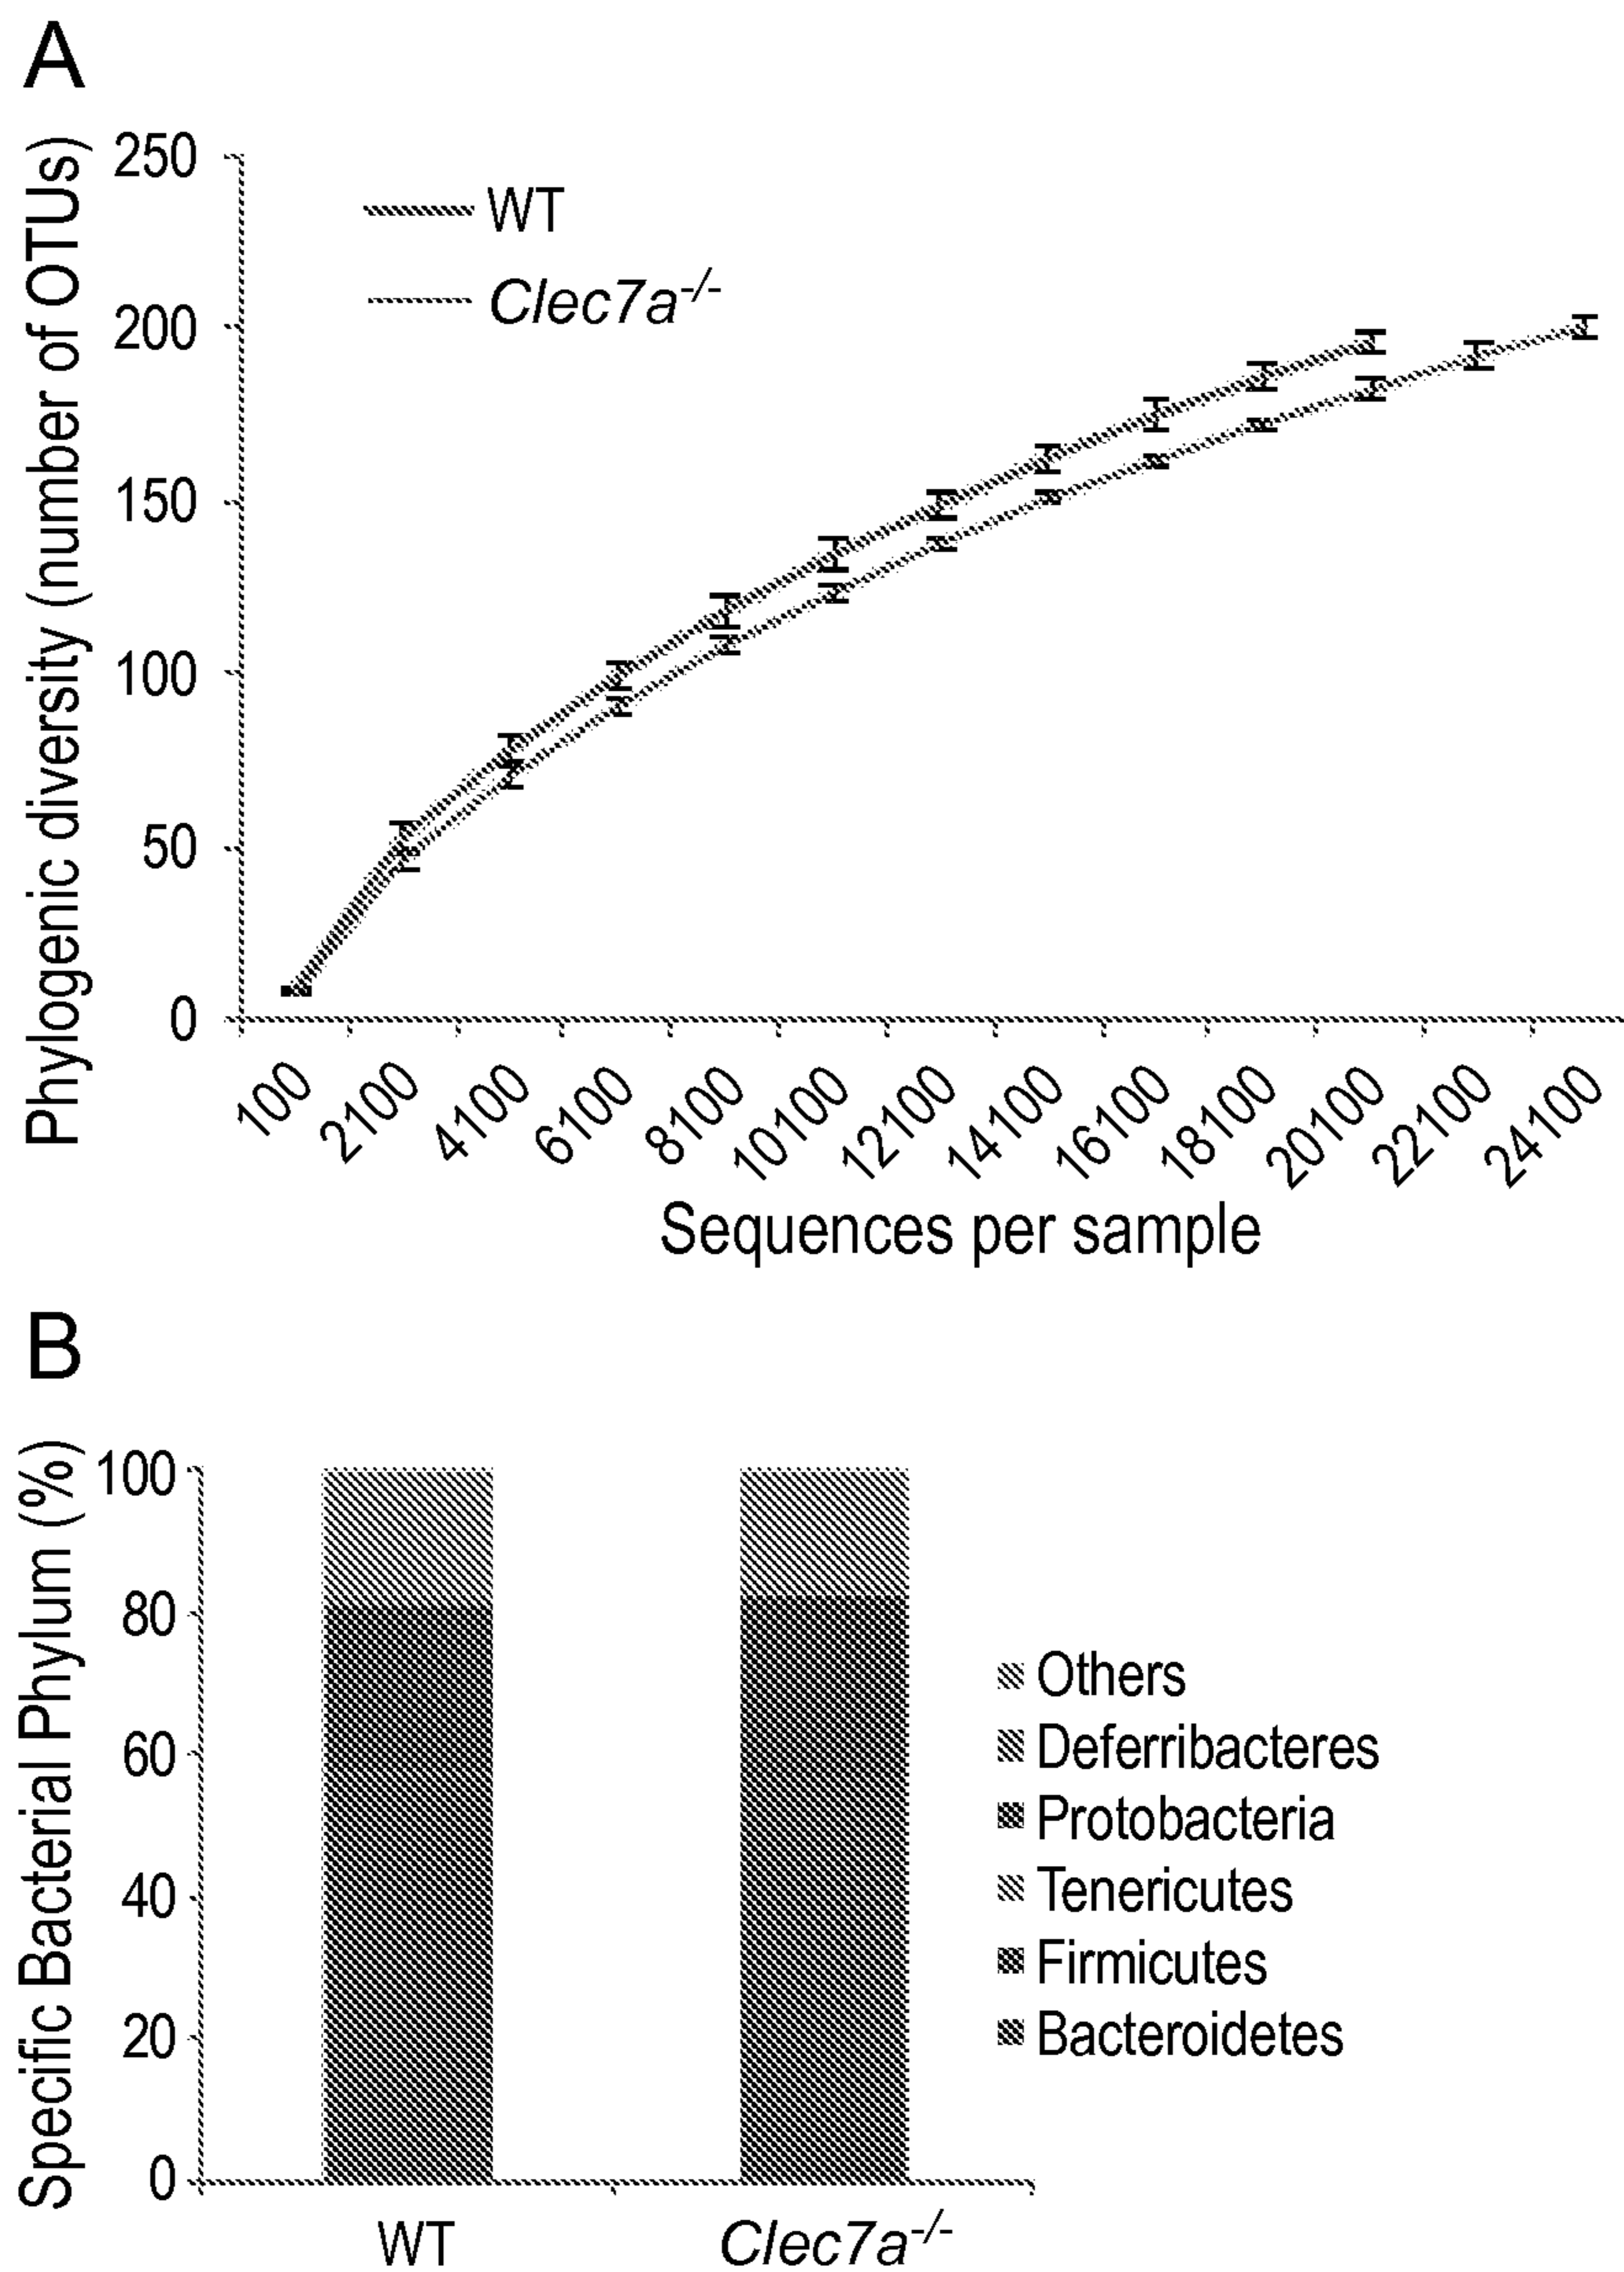 A
Phylogenic diversity (number of OTUs)
250
200
150
100
50
0
WT
Clec7a-/-
100
2100
4100
6100
8100
10100
12100
14100
16100
18100
20100
22100
24100
Sequences per sample
B
Specific Bacterial Phylum (%)
100
80
60
40
20
0
Others
Deferribacteres
Protobacteria
Tenericutes
Firmicutes
Bacteroidetes
WT
Clec7a-/-